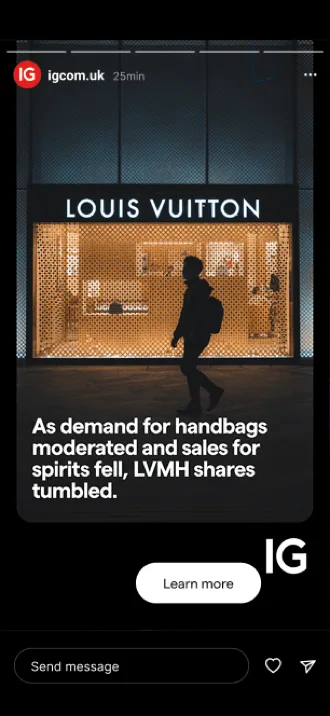 IG igcom.uk 25min
LOUIS VUITTON
As demand for handbags
moderated and sales for
spirits fell, LVMH shares
tumbled.
IG
Learn more
Send message